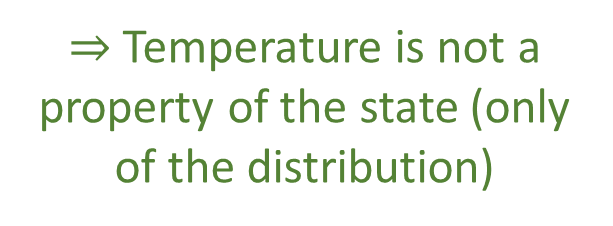 ⇒ Temperature is not a
property of the state (only
of the distribution)